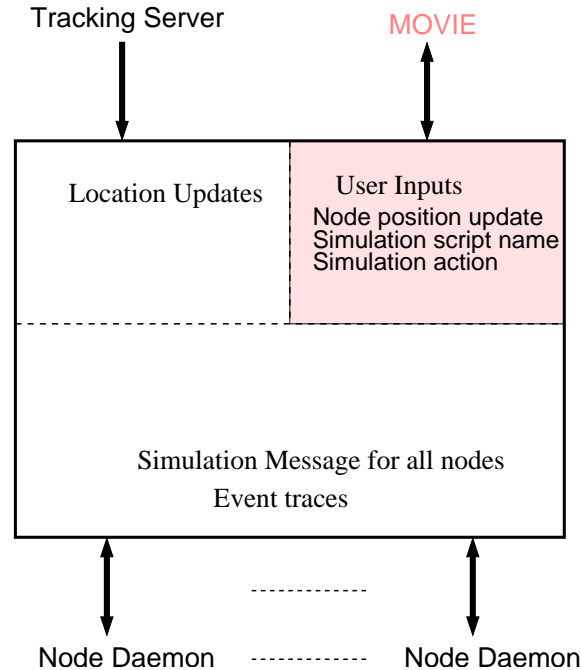 Tracking Server
MOVIE
Location Updates
User Inputs
Node position update
Simulation script name
Simulation action
Simulation Message for all nodes
Event traces
Node Daemon
Node Daemon